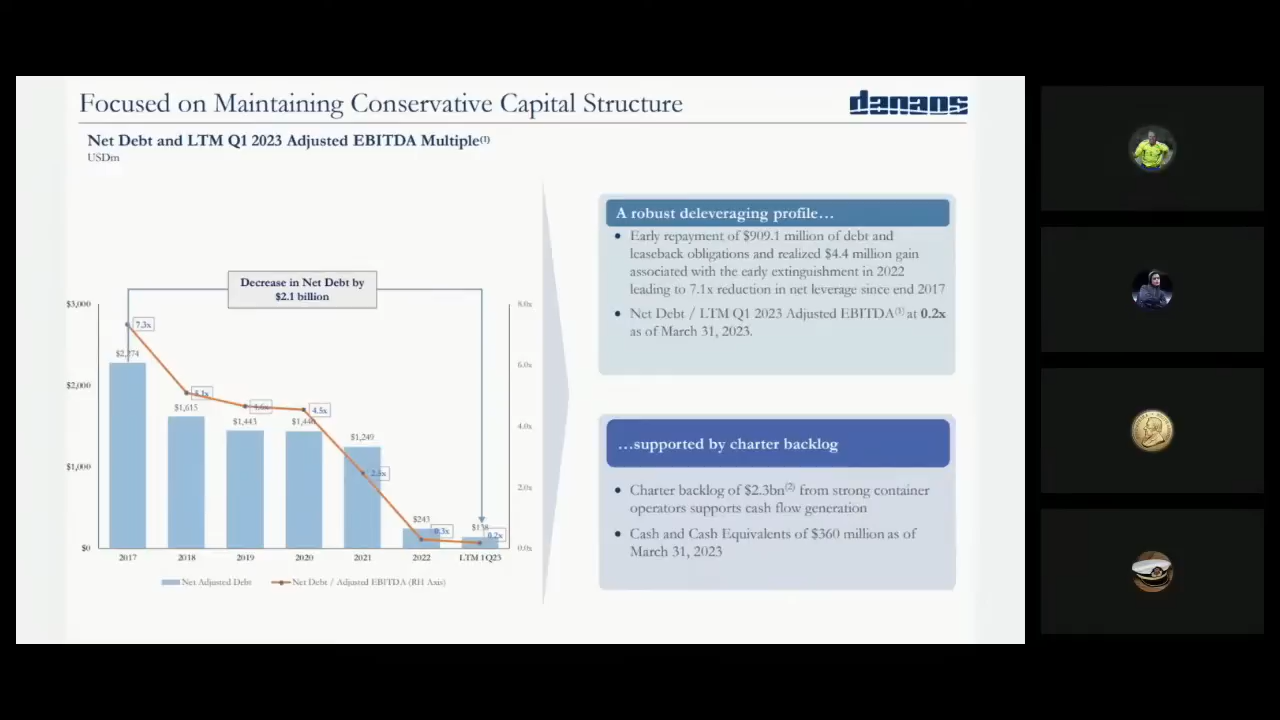 Focused on Maintaining Conservative Capital Structure
danaos
Net Debt and LTM Q1 2023 Adjusted EBITDA Multiple(1)
USDm
Decrease in Net Debt by
$2.1 billion
$3,000
$2,000
$1,000
$0
8.0x
6.0x
4.0x
2.0x
0.0x
7.3x
4.5x
2.5x
0.3x
0.2x
$1,615
$1,443
$1,249
$243
2017
2018
2019
2020
2021
2022
LTM 1Q23
Net Adjusted Debt
Net Debt / Adjusted EBITDA (RH Axis)
A robust deleveraging profile…
• Early repayment of $909.1 million of debt and
leaseback obligations and realized $4.4 million gain
associated with the early extinguishment in 2022
leading to 7.1x reduction in net leverage since end 2017
• Net Debt / LTM Q1 2023 Adjusted EBITDA(1) at 0.2x
as of March 31, 2023.
…supported by charter backlog
• Charter backlog of $2.3bn(2) from strong container
operators supports cash flow generation
• Cash and Cash Equivalents of $360 million as of
March 31, 2023